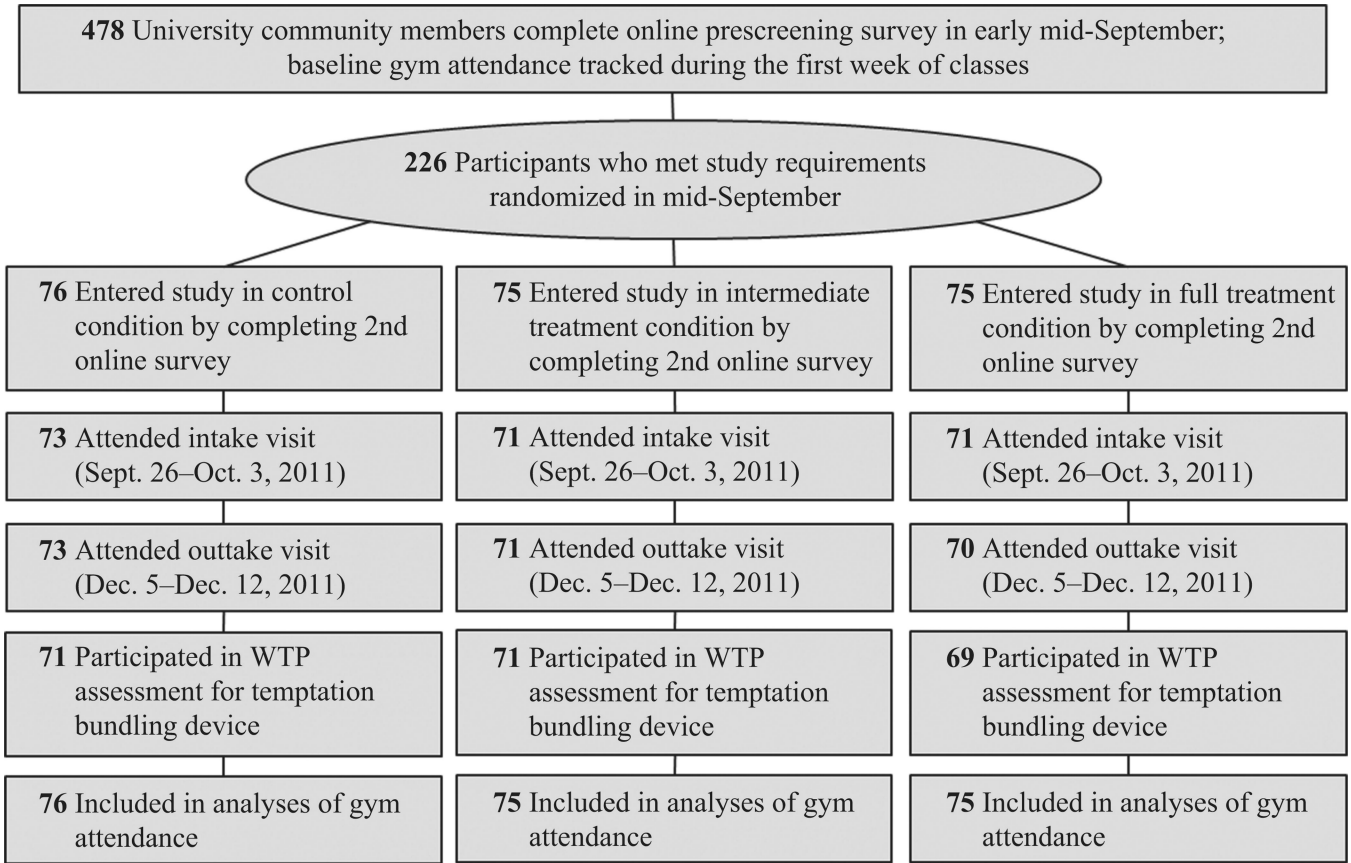 478 University community members complete online prescreening survey in early mid-September;
baseline gym attendance tracked during the first week of classes
226 Participants who met study requirements
randomized in mid-September
76 Entered study in control
condition by completing 2nd
online survey
75 Entered study in intermediate
treatment condition by
completing 2nd online survey
75 Entered study in full treatment
condition by completing 2nd
online survey
73 Attended intake visit
(Sept. 26–Oct. 3, 2011)
71 Attended intake visit
(Sept. 26–Oct. 3, 2011)
71 Attended intake visit
(Sept. 26–Oct. 3, 2011)
73 Attended outtake visit
(Dec. 5–Dec. 12, 2011)
71 Attended outtake visit
(Dec. 5–Dec. 12, 2011)
70 Attended outtake visit
(Dec. 5–Dec. 12, 2011)
71 Participated in WTP
assessment for temptation
bundling device
71 Participated in WTP
assessment for temptation
bundling device
69 Participated in WTP
assessment for temptation
bundling device
76 Included in analyses of gym
attendance
75 Included in analyses of gym
attendance
75 Included in analyses of gym
attendance